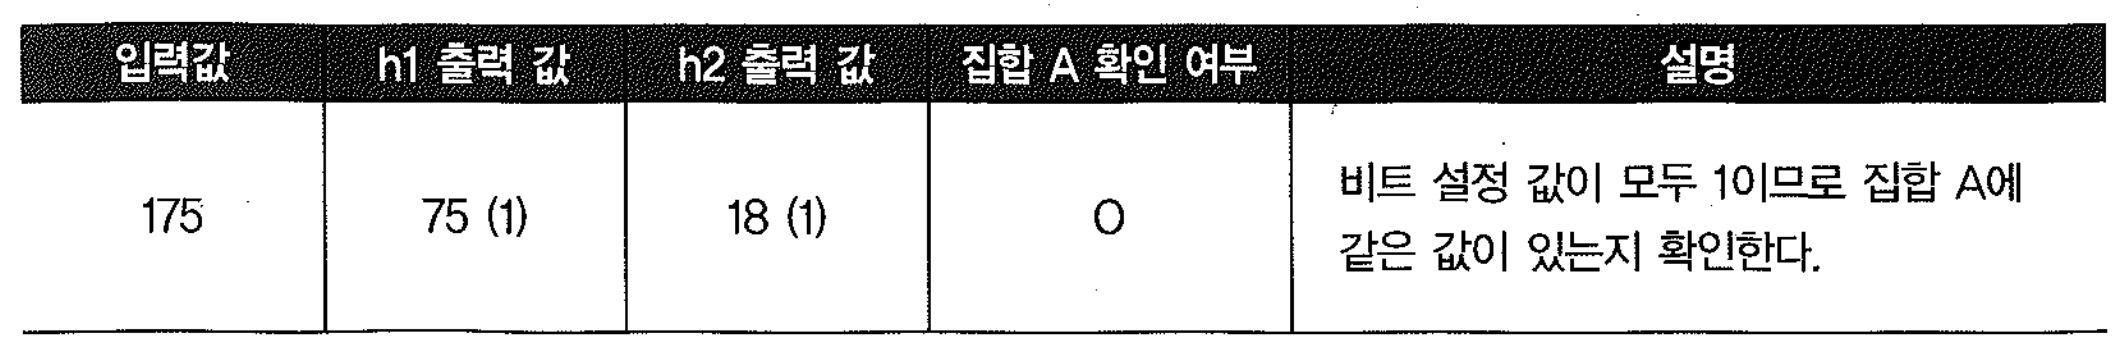 입력값 h1 출력 값 h2 출력 값 집합 A 확인 여부 설명
175 75 (1) 18 (1) O 비트 설정 값이 모두 1이므로 집합 A에
같은 값이 있는지 확인한다.